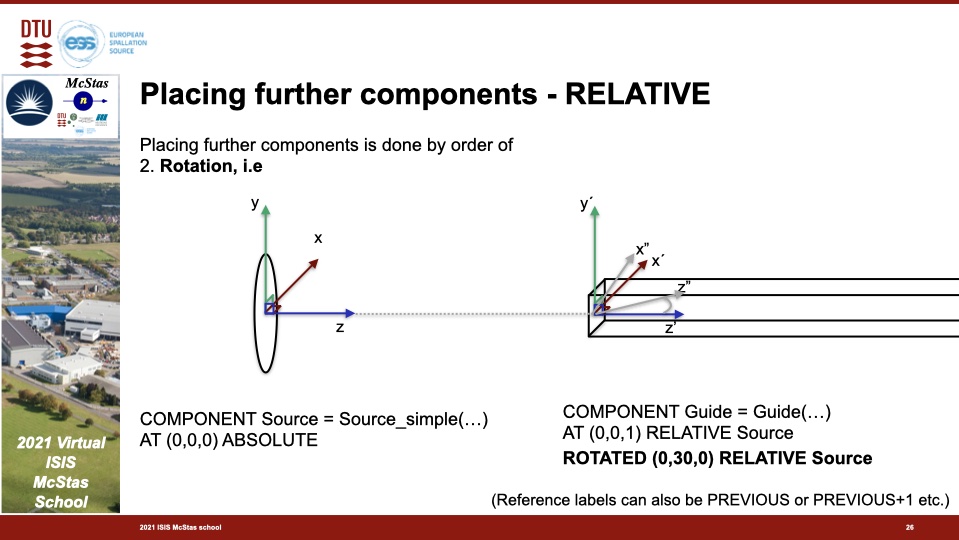 DTU
ess
EUROPEAN
SPALLATION
SOURCE
McStas
n
Placing further components - RELATIVE
Placing further components is done by order of
2. Rotation, i.e
y
x
z
y´
x”
x´
z”
z’
COMPONENT Source = Source_simple(…)
AT (0,0,0) ABSOLUTE
COMPONENT Guide = Guide(…)
AT (0,0,1) RELATIVE Source
ROTATED (0,30,0) RELATIVE Source
(Reference labels can also be PREVIOUS or PREVIOUS+1 etc.)
2021 Virtual
ISIS
McStas
School
2021 ISIS McStas school
26